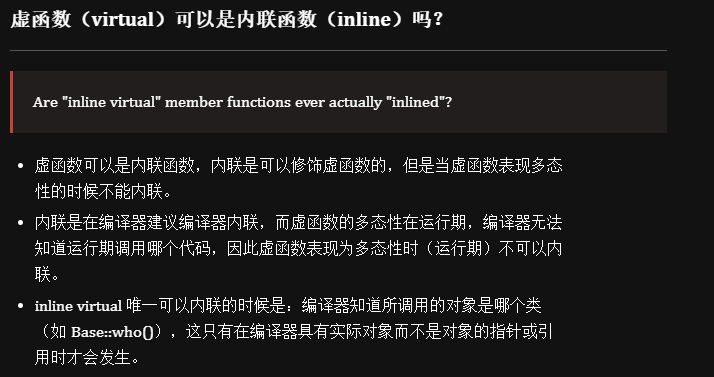 虚函数（virtual）可以是内联函数（inline）吗？
Are "inline virtual" member functions ever actually "inlined"?
• 虚函数可以是内联函数，内联是可以修饰虚函数的，但是当虚函数表现多态
性的时候不能内联。
• 内联是在编译器建议编译器内联，而虚函数的多态性在运行期，编译器无法
知道运行期调用哪个代码，因此虚函数表现为多态性时（运行期）不可以内
联。
• inline virtual 唯一可以内联的时候是：编译器知道所调用的对象是哪个类
（如 Base::who()），这只有在编译器具有实际对象而不是对象的指针或引
用时才会发生。